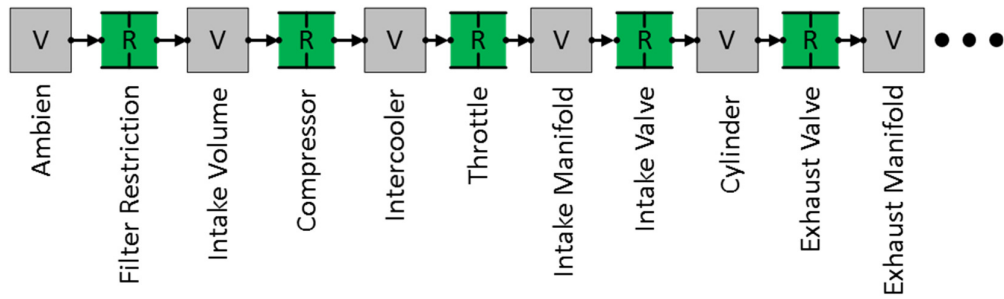 V R V R V R V R V R V
Ambien
Filter Restriction
Intake Volume
Compressor
Intercooler
Throttle
Intake Manifold
Intake Valve
Cylinder
Exhaust Valve
Exhaust Manifold